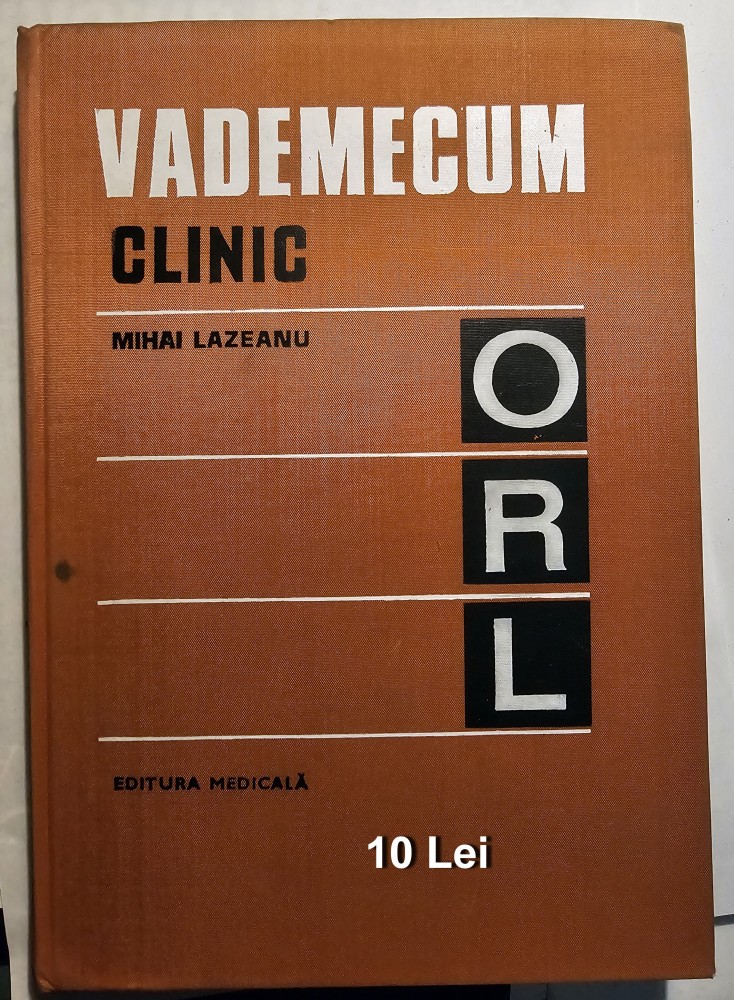 VADEMECUM
CLINIC
MIHAI LAZEANU
O
R
L
EDITURA MEDICALĂ
10 Lei